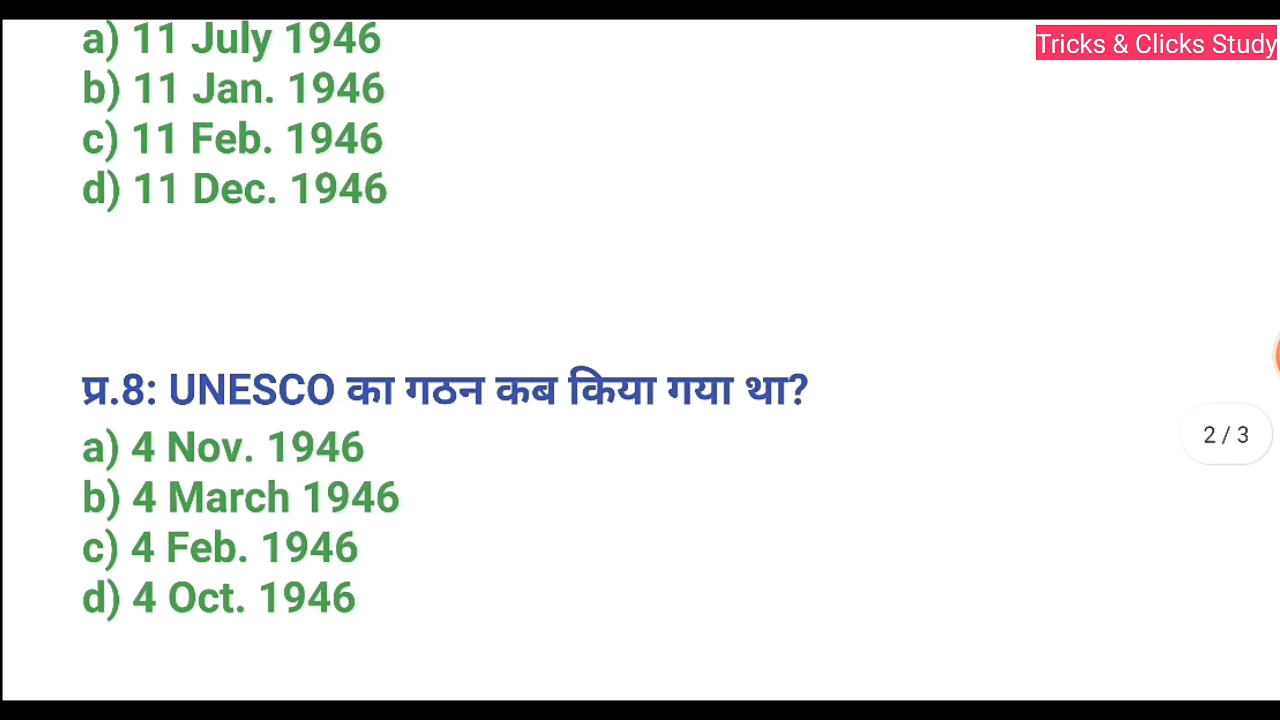 a) 11 July 1946
Tricks & Clicks Study
b) 11 Jan. 1946
c) 11 Feb. 1946
d) 11 Dec. 1946
प्र.8: UNESCO का गठन कब किया गया था?
a) 4 Nov. 1946
2 / 3
b) 4 March 1946
c) 4 Feb. 1946
d) 4 Oct. 1946